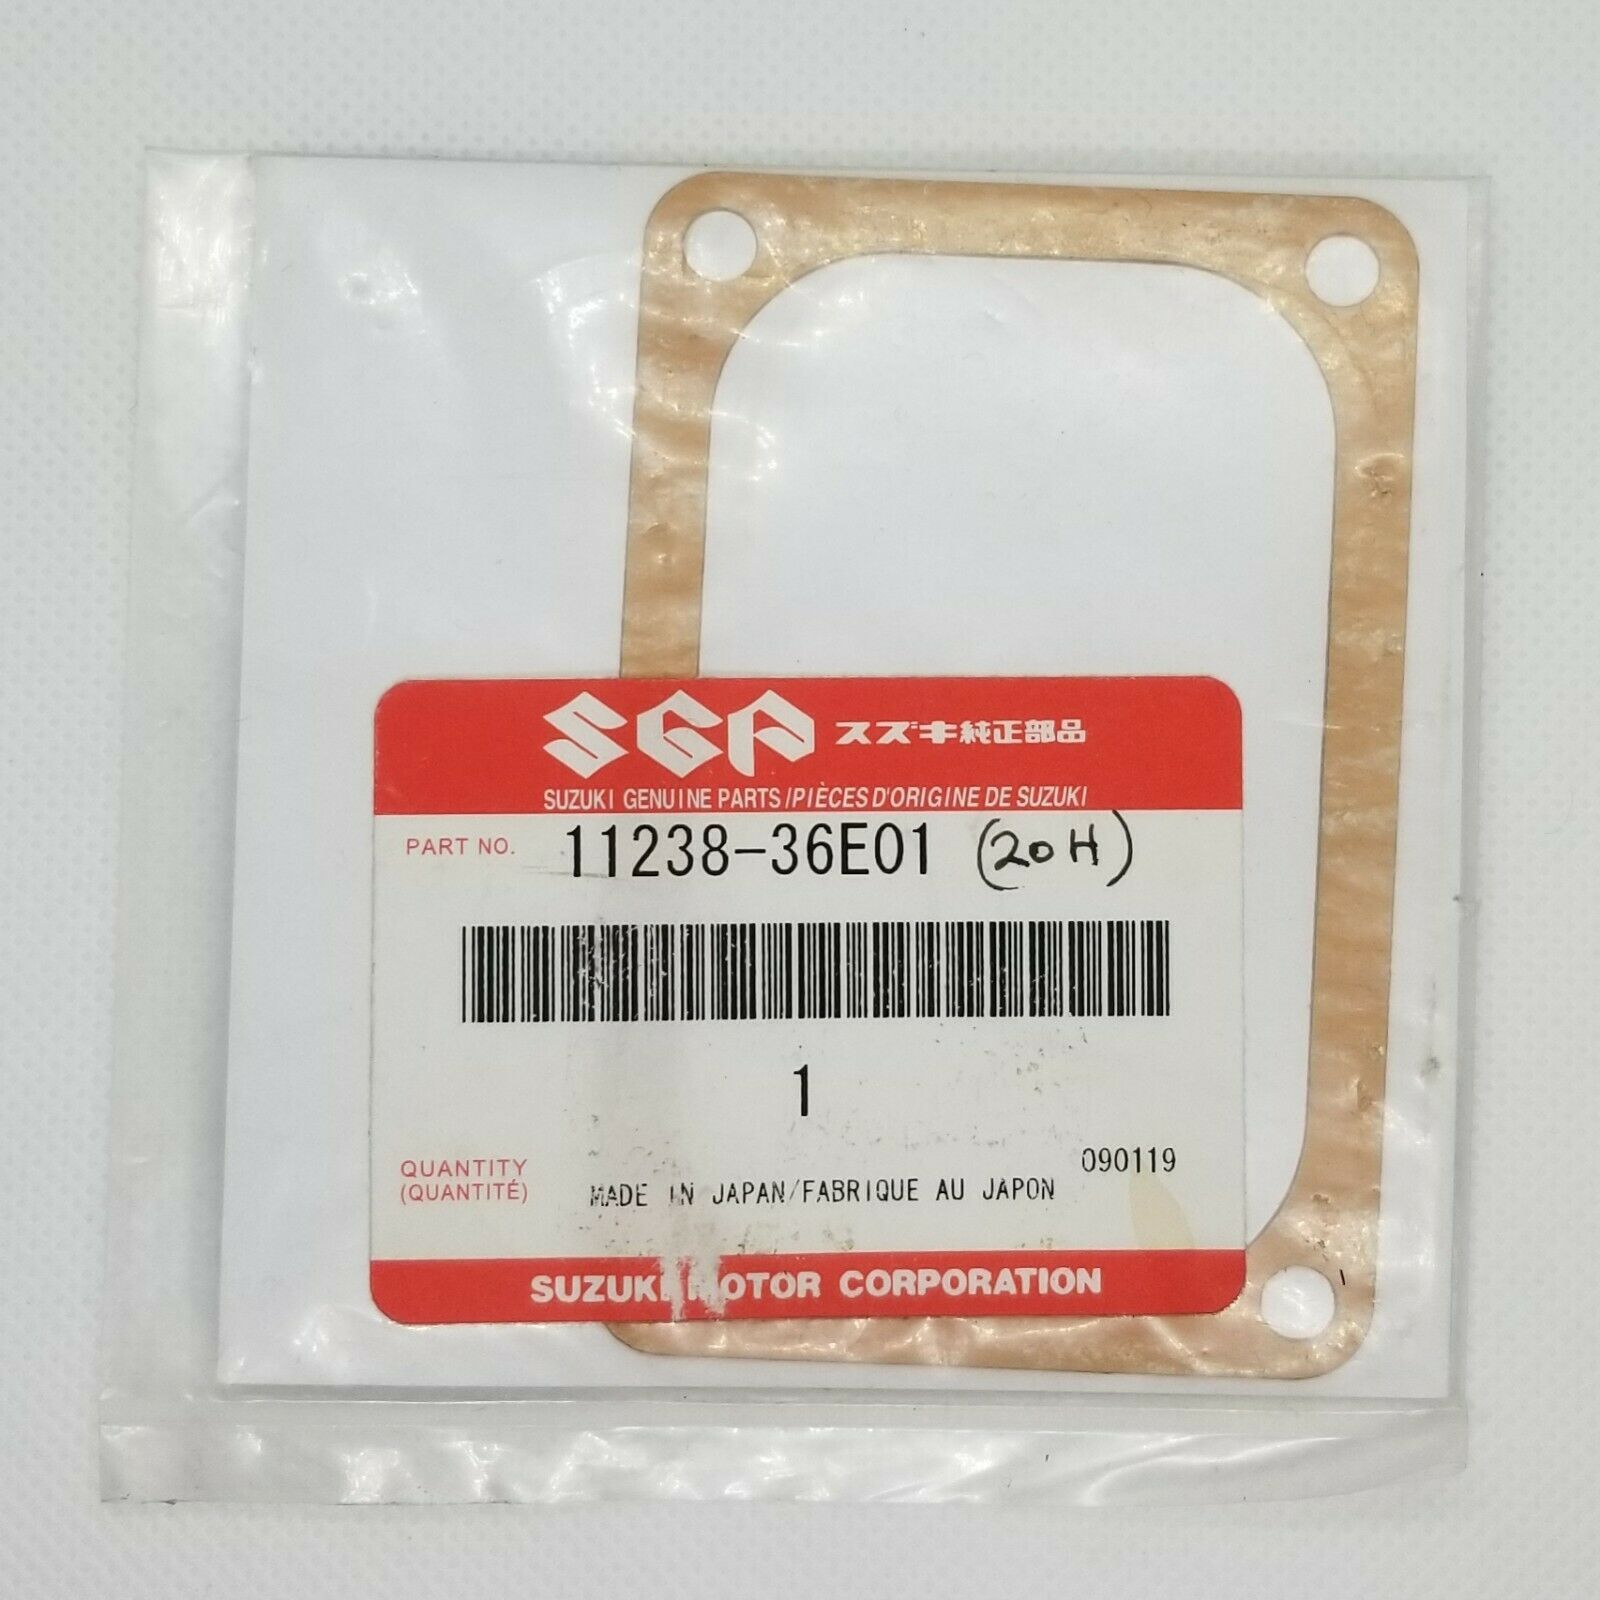 SGP スズキ純正部品
SUZUKI GENUINE PARTS/PIÈCES D'ORIGINE DE SUZUKI
PART NO. 11238-36E01 (20H)
1
QUANTITY
(QUANTITÉ)
090119
MADE IN JAPAN/FABRIQUE AU JAPON
SUZUKI MOTOR CORPORATION